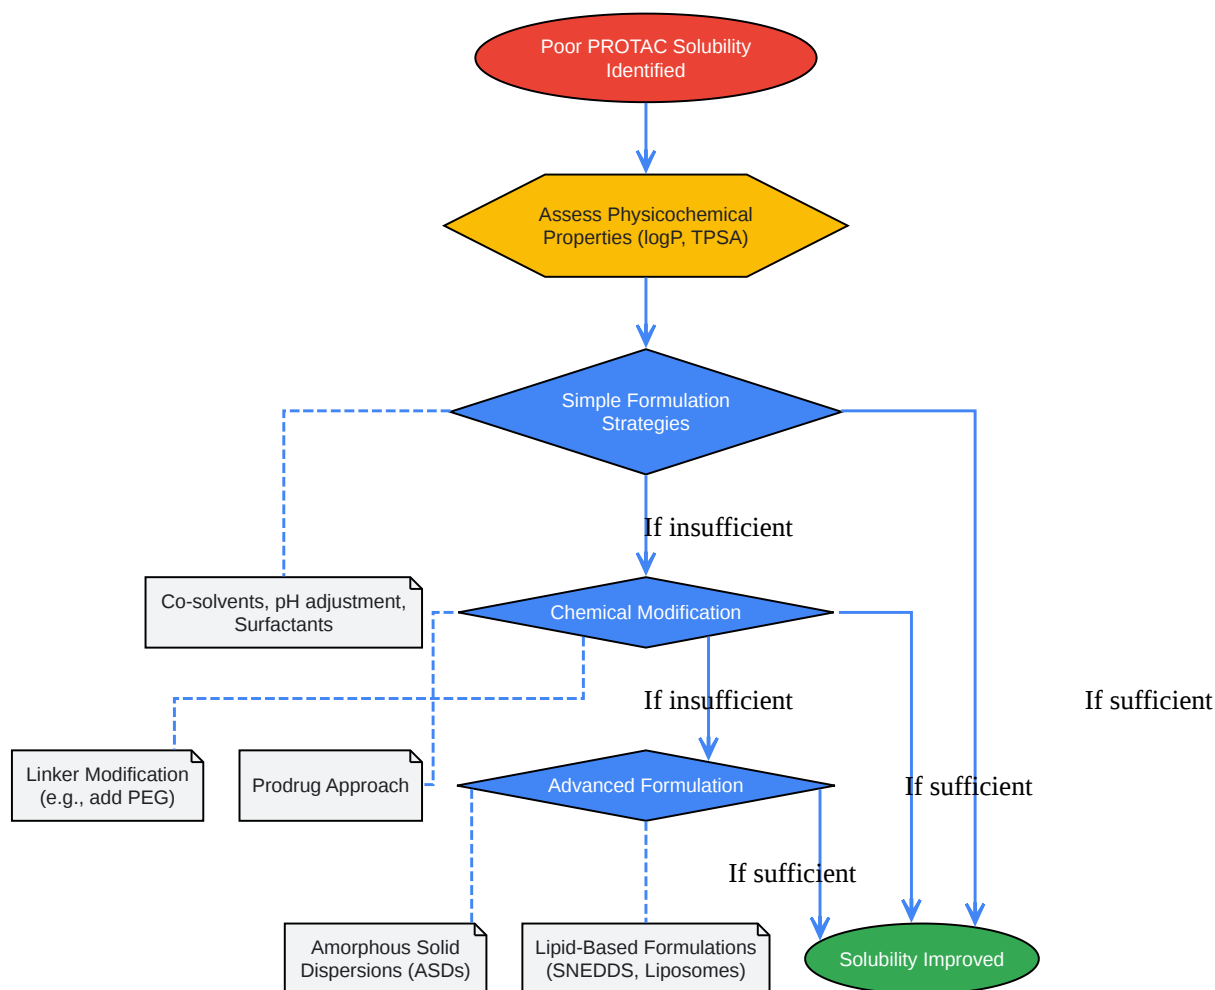 Poor PROTAC Solubility
Identified
Assess Physicochemical
Properties (logP, TPSA)
Simple Formulation
Strategies
If insufficient
Co-solvents, pH adjustment,
Surfactants
Chemical Modification
If insufficient
If sufficient
Linker Modification
(e.g., add PEG)
Prodrug Approach
Advanced Formulation
If sufficient
If sufficient
Amorphous Solid
Dispersions (ASDs)
Lipid-Based Formulations
(SNEDDS, Liposomes)
Solubility Improved